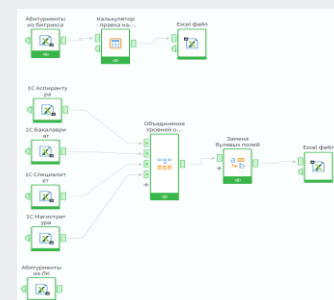 Абитуриенты
из битрикса
Калькулятор
- правка на...
Excel файл
1С Аспиранту
ра
1С Бакалаври
ат
1С Специалит
ет
1С Магистрат
ура
Объединение
Уровней о...
Замена
булевых полей
Excel файл
Абитуриенты
из ЛК